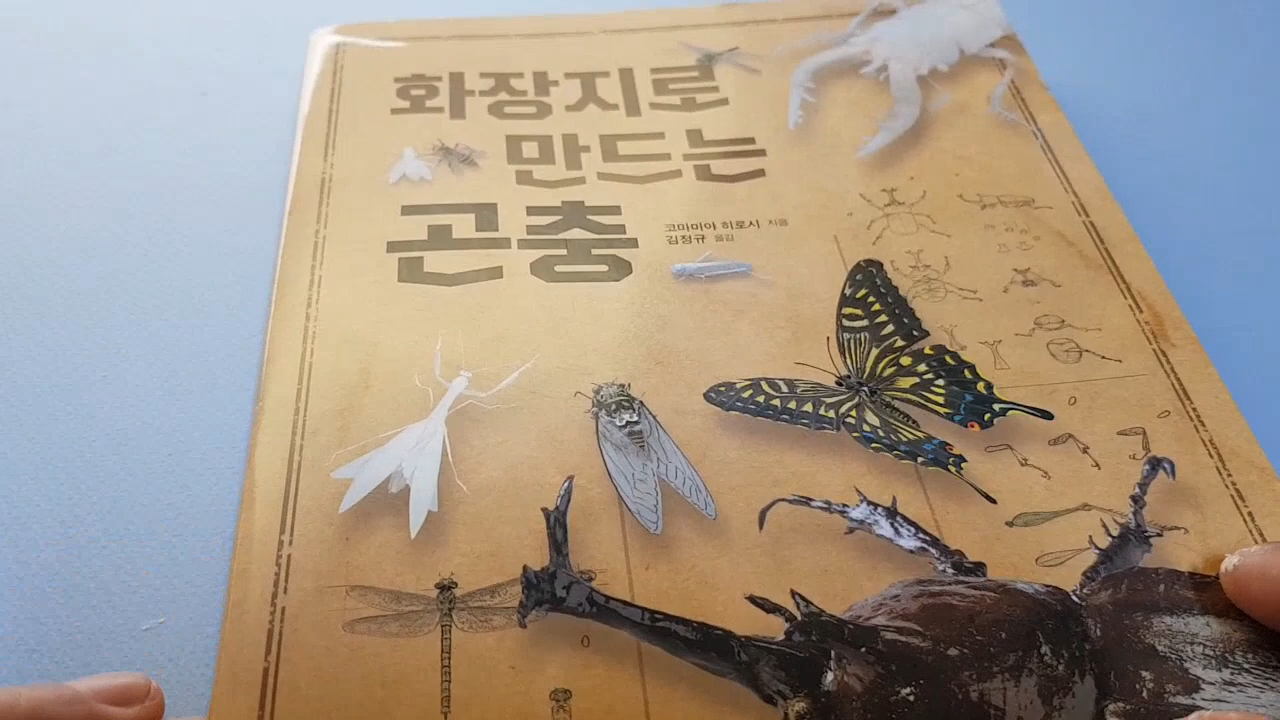 화장지로
만드는
곤충
코마미야 히로시 지음
김정규 옮김